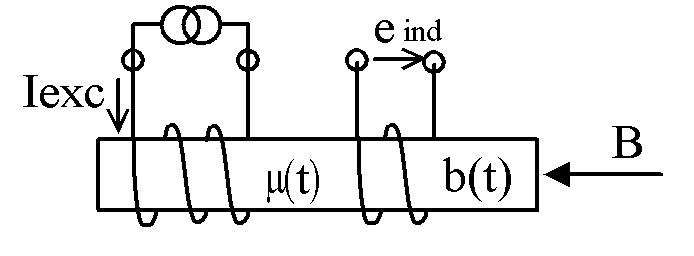 e ind
Iexc
B
μ(t)
b(t)